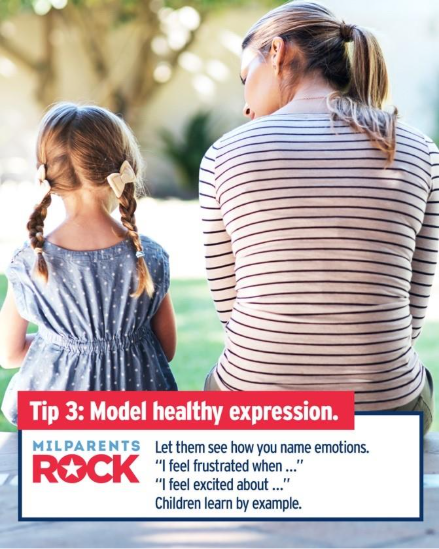 Tip 3: Model healthy expression.
MILPARENTS
ROCK
Let them see how you name emotions.
“I feel frustrated when ...”
“I feel excited about ...”
Children learn by example.